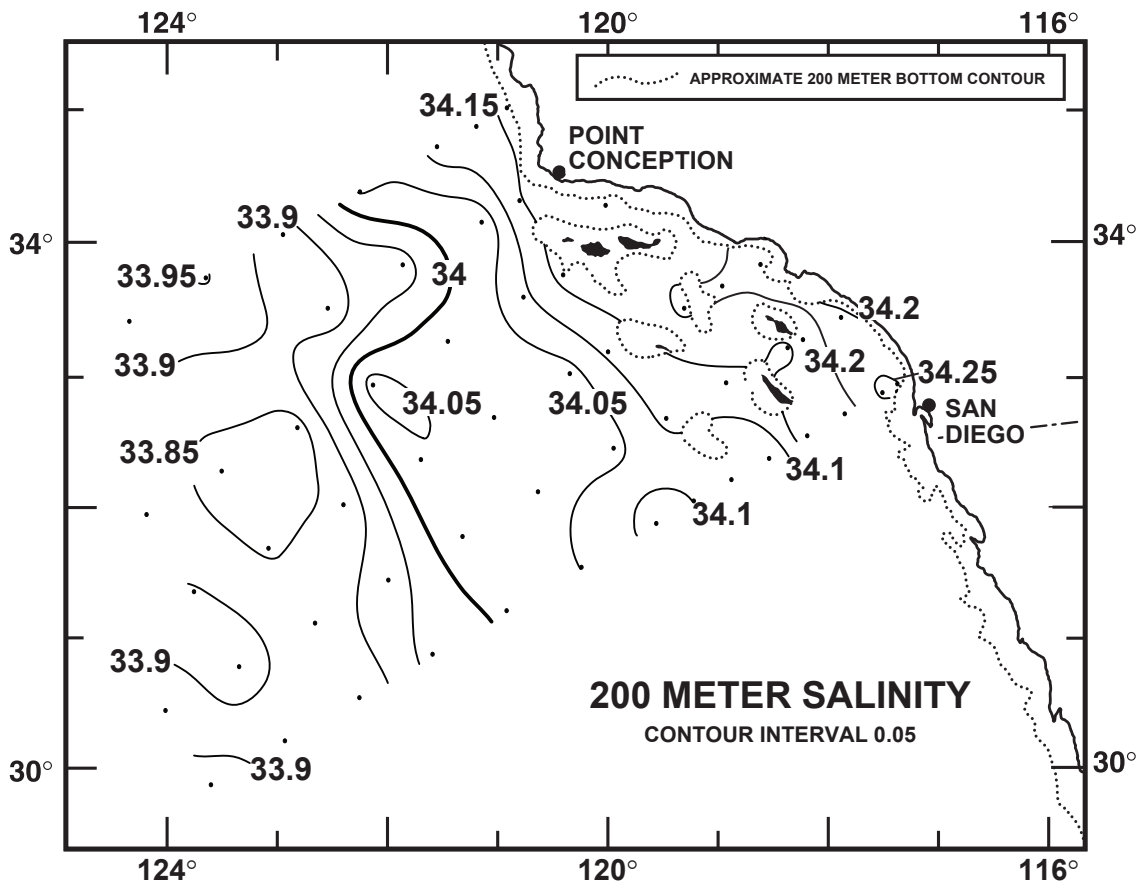 124° 120° 116°
APPROXIMATE 200 METER BOTTOM CONTOUR
34.15
POINT
CONCEPTION
33.9
34° 34°
33.95
34
34.2
33.9
34.2
34.25
34.05
34.05
SAN
DIEGO
33.85
34.1
34.1
33.9
200 METER SALINITY
CONTOUR INTERVAL 0.05
33.9
30° 30°
124° 120° 116°